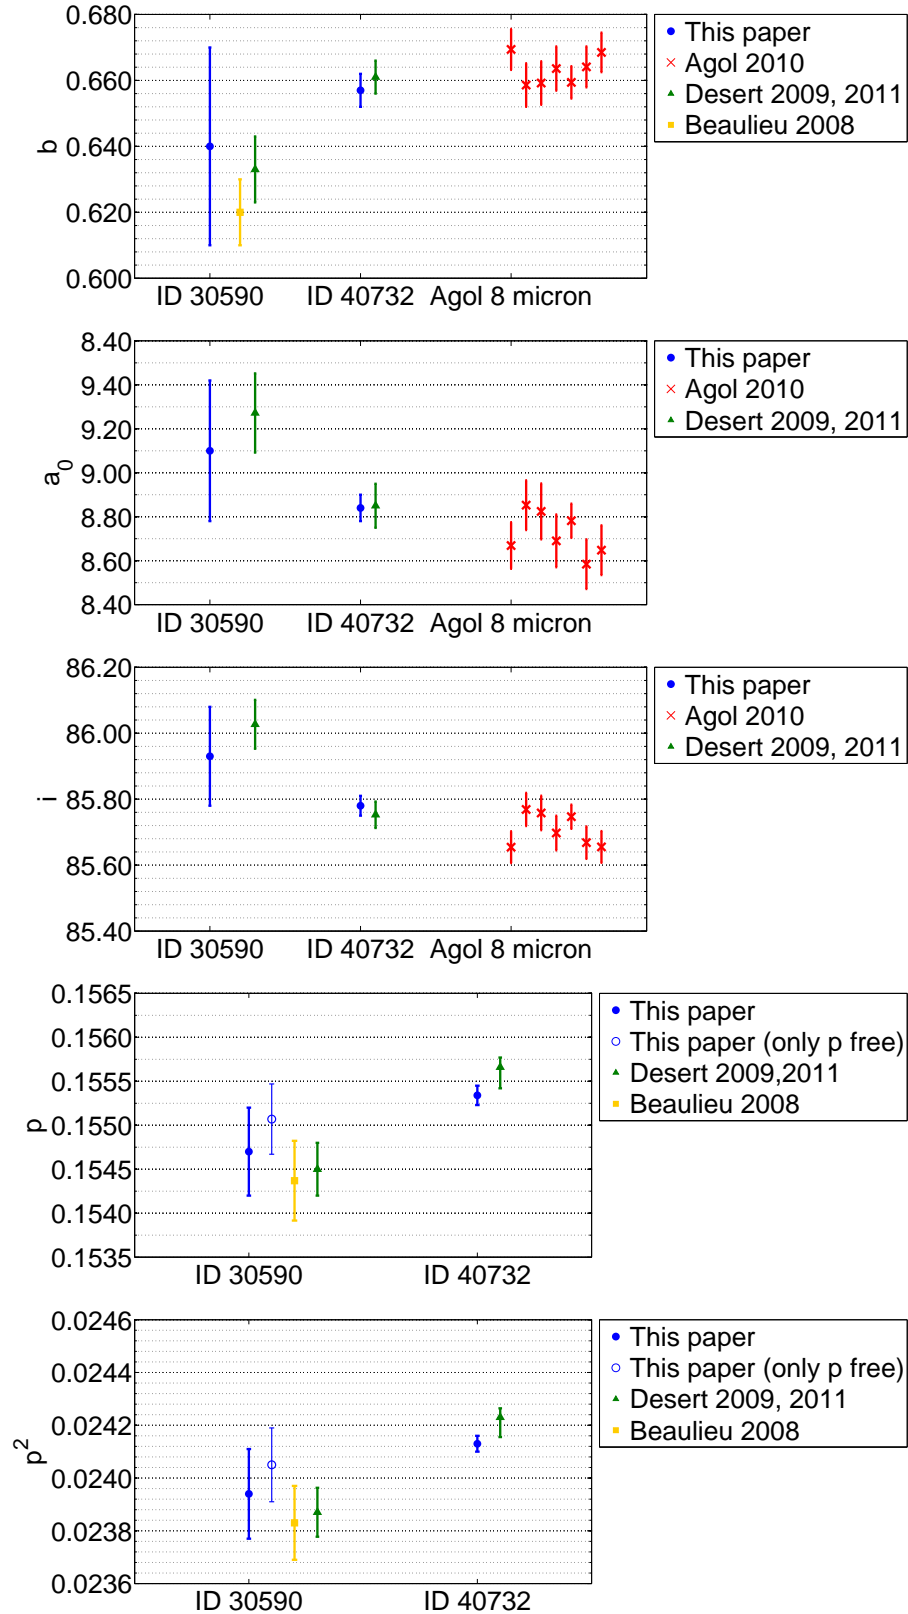 0.680
0.660
0.640
0.620
0.600
b
ID 30590 ID 40732 Agol 8 micron
This paper
Agol 2010
Desert 2009, 2011
Beaulieu 2008
8.40
9.40
9.20
9.00
8.80
8.60
8.40
a0
ID 30590 ID 40732 Agol 8 micron
This paper
Agol 2010
Desert 2009, 2011
86.20
86.00
85.80
85.60
85.40
i
ID 30590 ID 40732 Agol 8 micron
This paper
Agol 2010
Desert 2009, 2011
0.1565
0.1560
0.1555
0.1550
0.1545
0.1540
0.1535
p
ID 30590 ID 40732
This paper
This paper (only p free)
Desert 2009,2011
Beaulieu 2008
0.0246
0.0244
0.0242
0.0240
0.0238
0.0236
p2
ID 30590 ID 40732
This paper
This paper (only p free)
Desert 2009, 2011
Beaulieu 2008